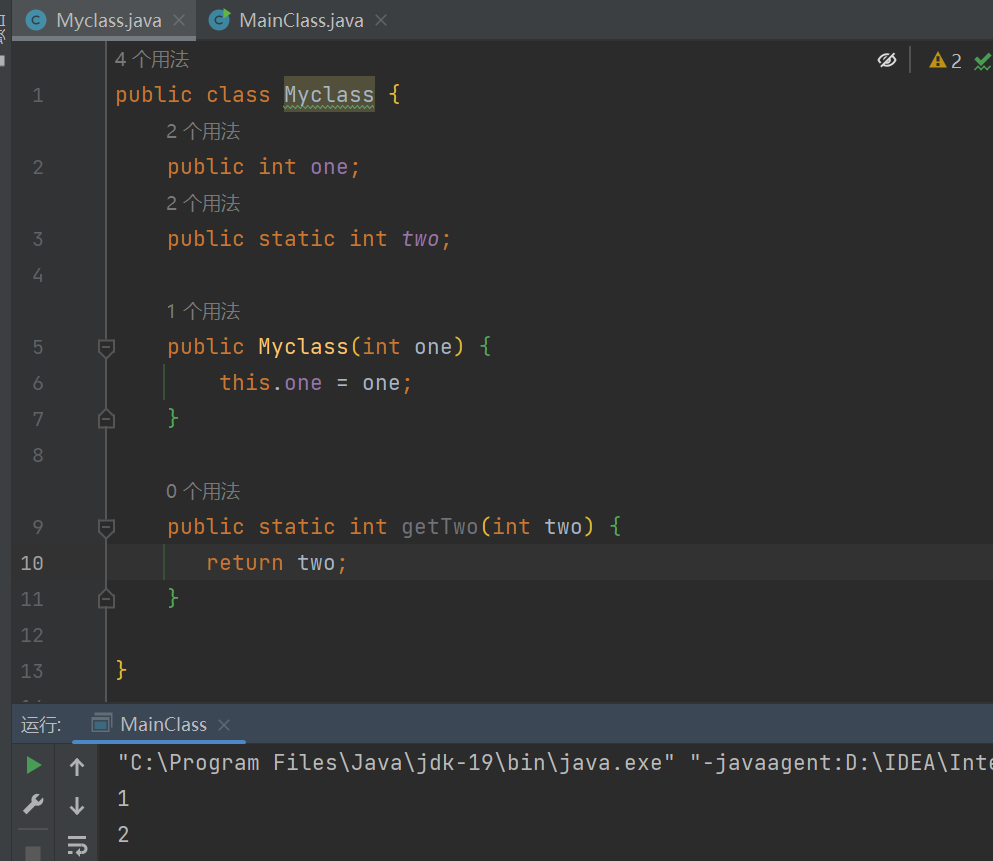 Myclass.java MainClass.java
4 个用法
2
1 public class Myclass {
2 个用法
2 public int one;
2 个用法
3 public static int two;
4
1 个用法
5 public Myclass(int one) {
6 this.one = one;
7 }
8
0 个用法
9 public static int getTwo(int two) {
10 return two;
11 }
12
13 }
运行: MainClass
"C:\Program Files\Java\jdk-19\bin\java.exe" "-javaagent:D:\IDEA\Inte
1
2